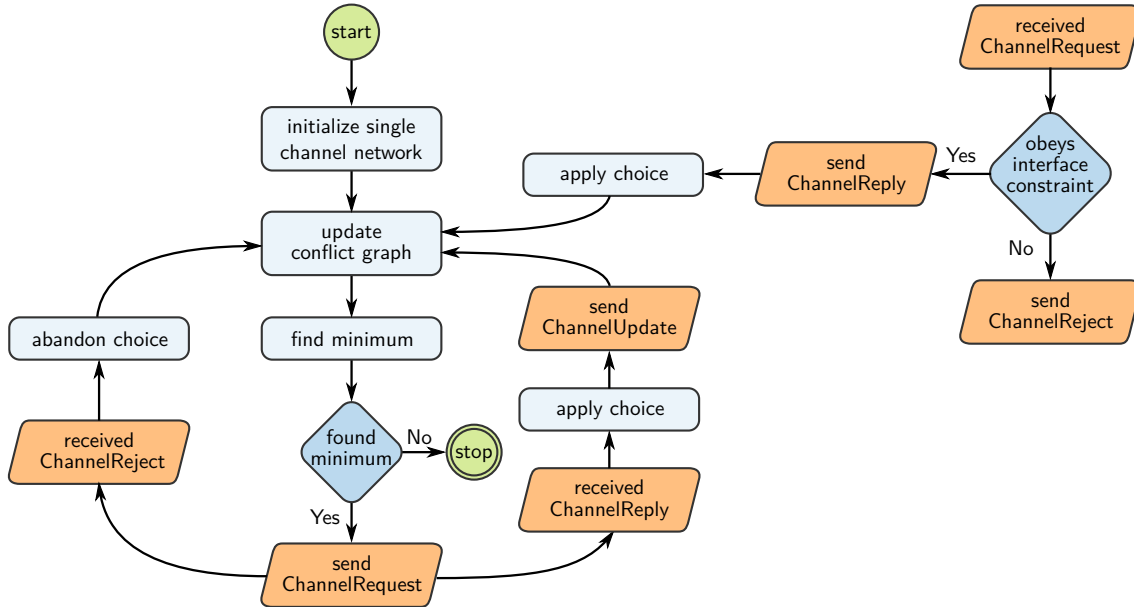 start
initialize single
channel network
update
conflict graph
find minimum
found
minimum
No
stop
Yes
send
ChannelRequest
received
ChannelReject
abandon choice
received
ChannelReply
apply choice
send
ChannelUpdate
received
ChannelRequest
obeys
interface
constraint
Yes
send
ChannelReply
apply choice
No
send
ChannelReject